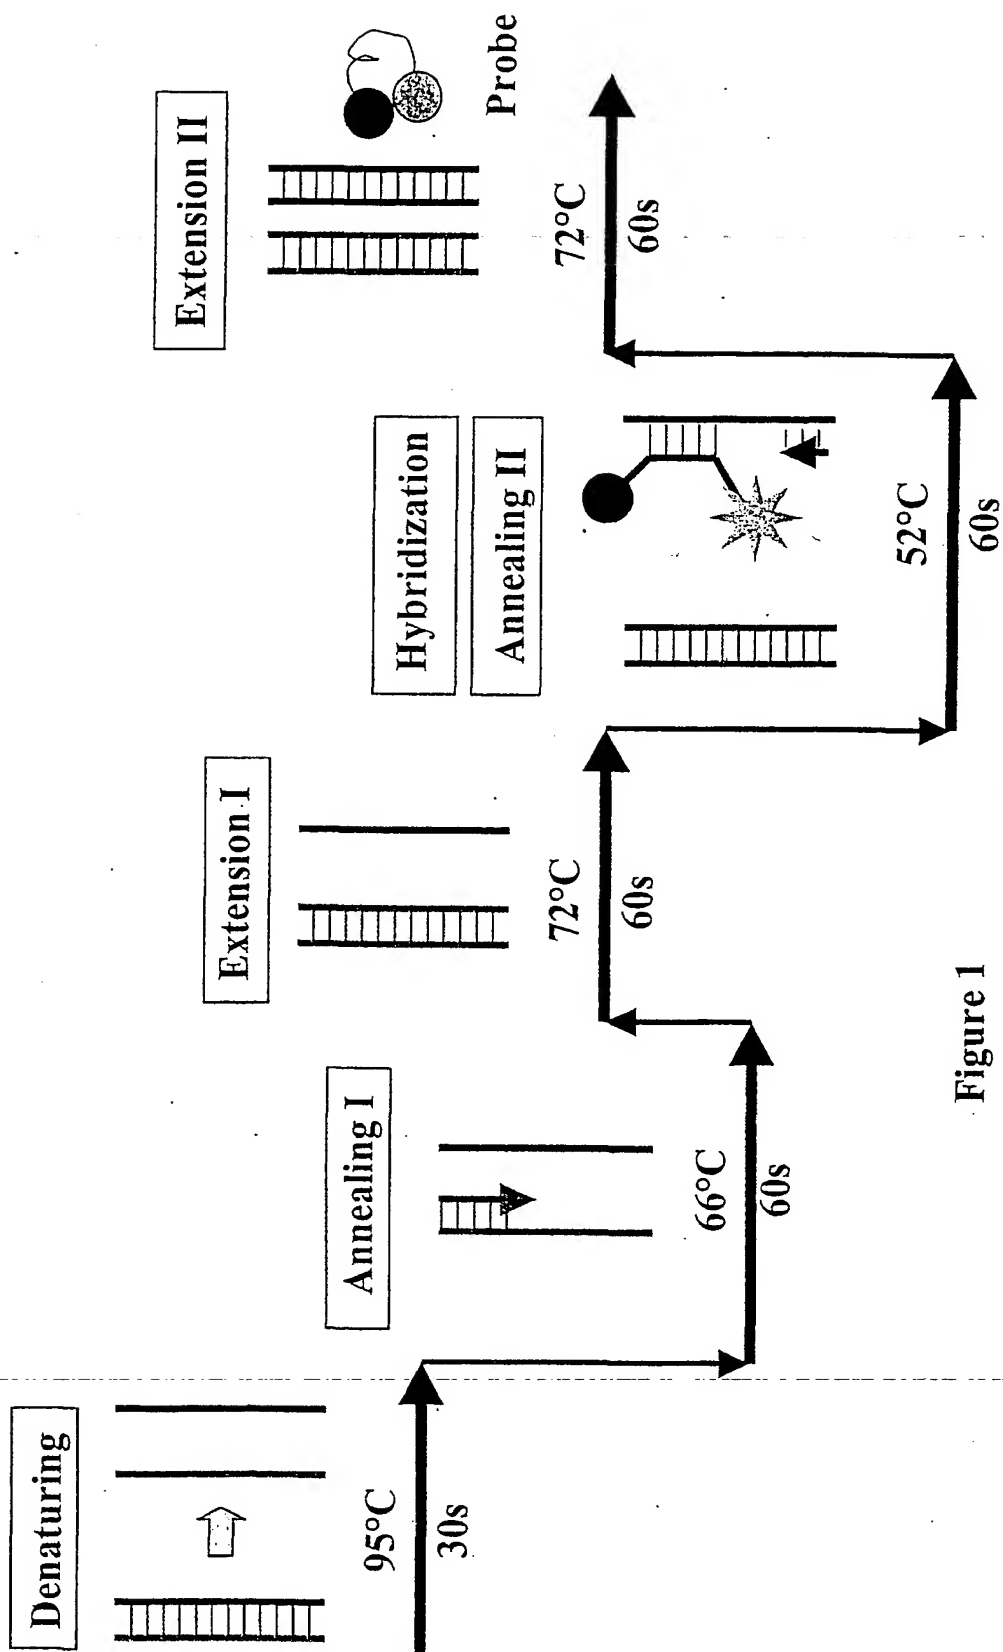 Denaturing
95°C
30s
Annealing I
66°C
60s
Extension I
72°C
60s
Hybridization
Annealing II
52°C
60s
Extension II
Probe
72°C
60s
Figure 1